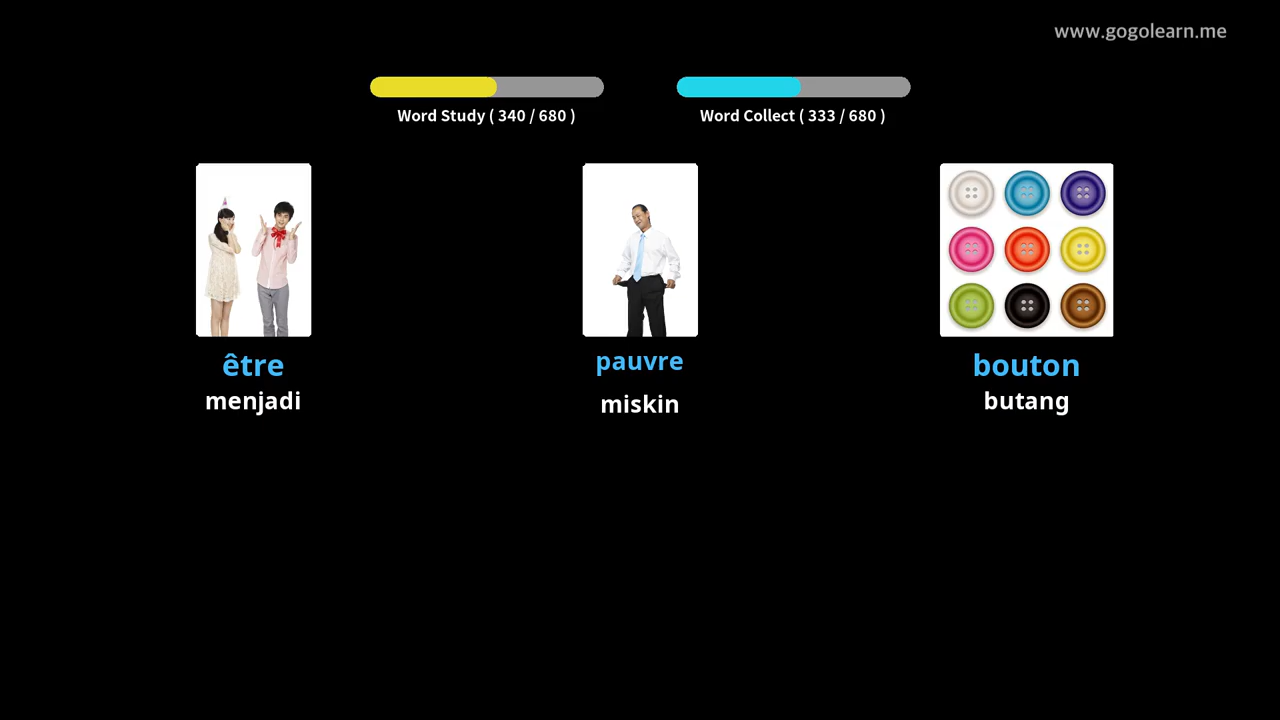 www.gogolearn.me
Word Study ( 340 / 680 )
Word Collect ( 333 / 680 )
être
menjadi
pauvre
miskin
bouton
butang